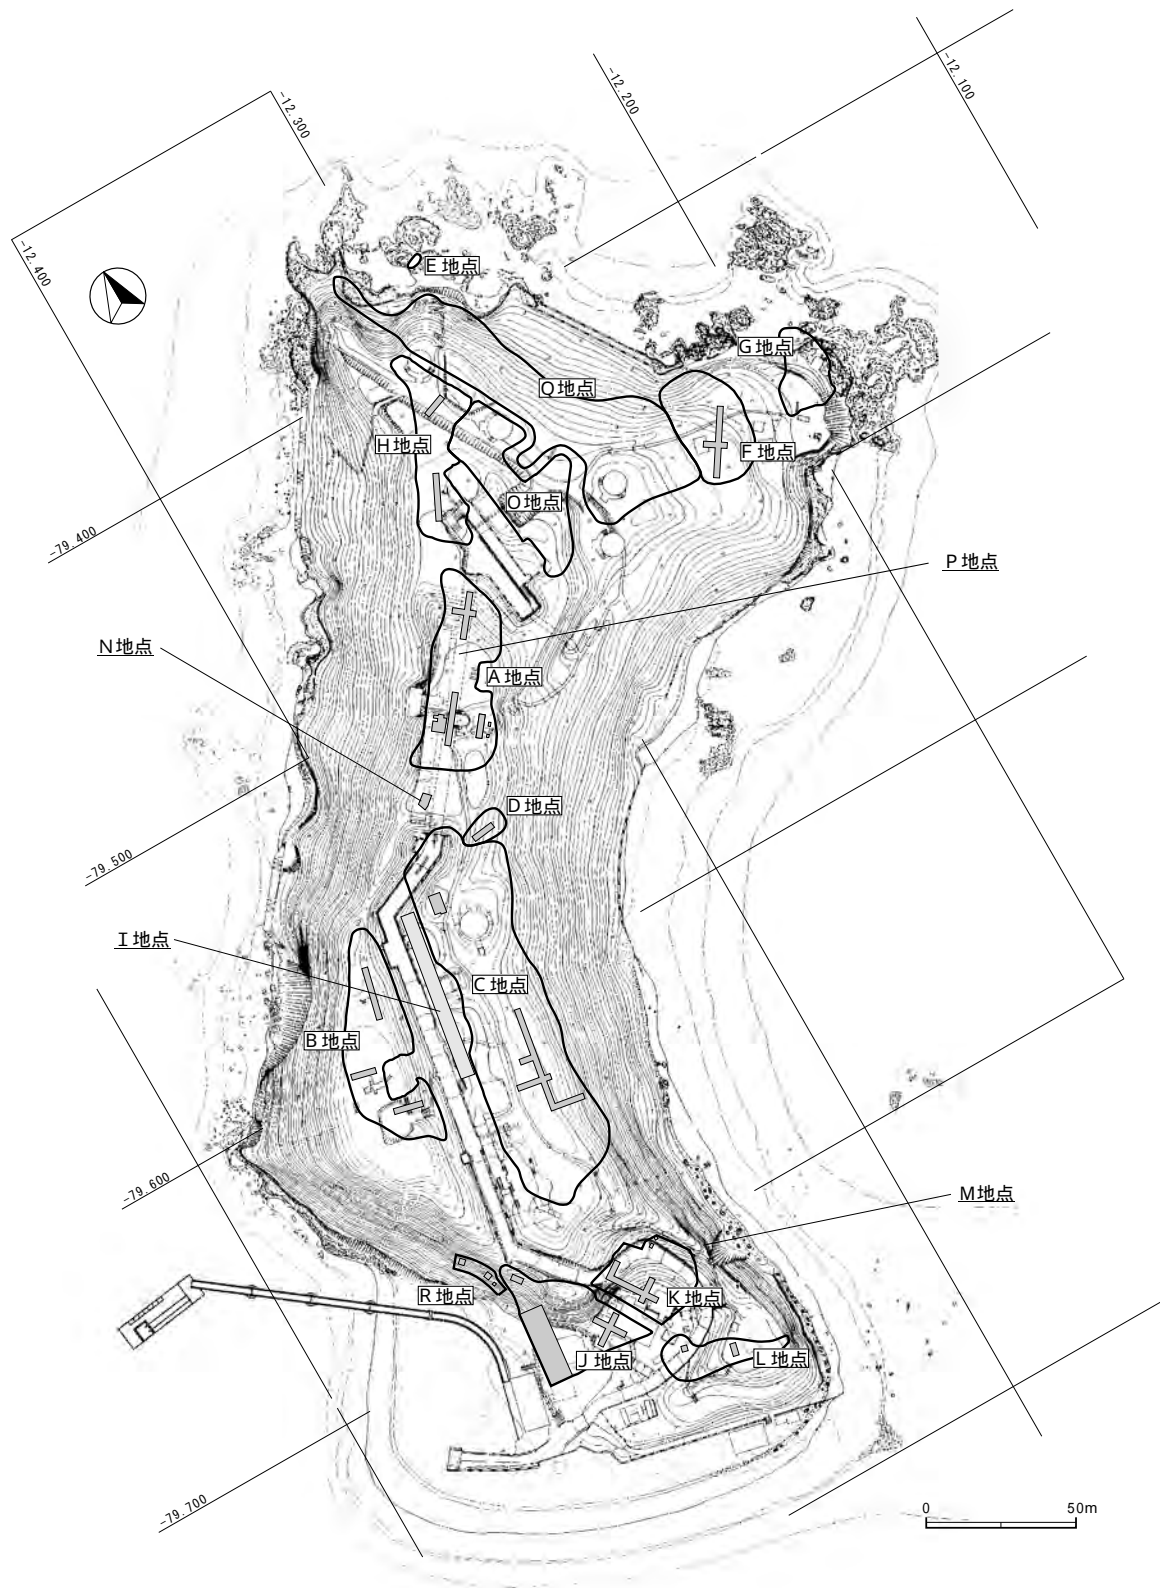 -12.300
-12.200
-12.100
-12.400
E 地点
G 地点
Q 地点
H 地点
F 地点
O 地点
-79.400
P 地点
N 地点
A 地点
D 地点
-79.500
I 地点
C 地点
B 地点
-79.600
M 地点
R 地点
K 地点
J 地点
L 地点
-79.700
0
50m